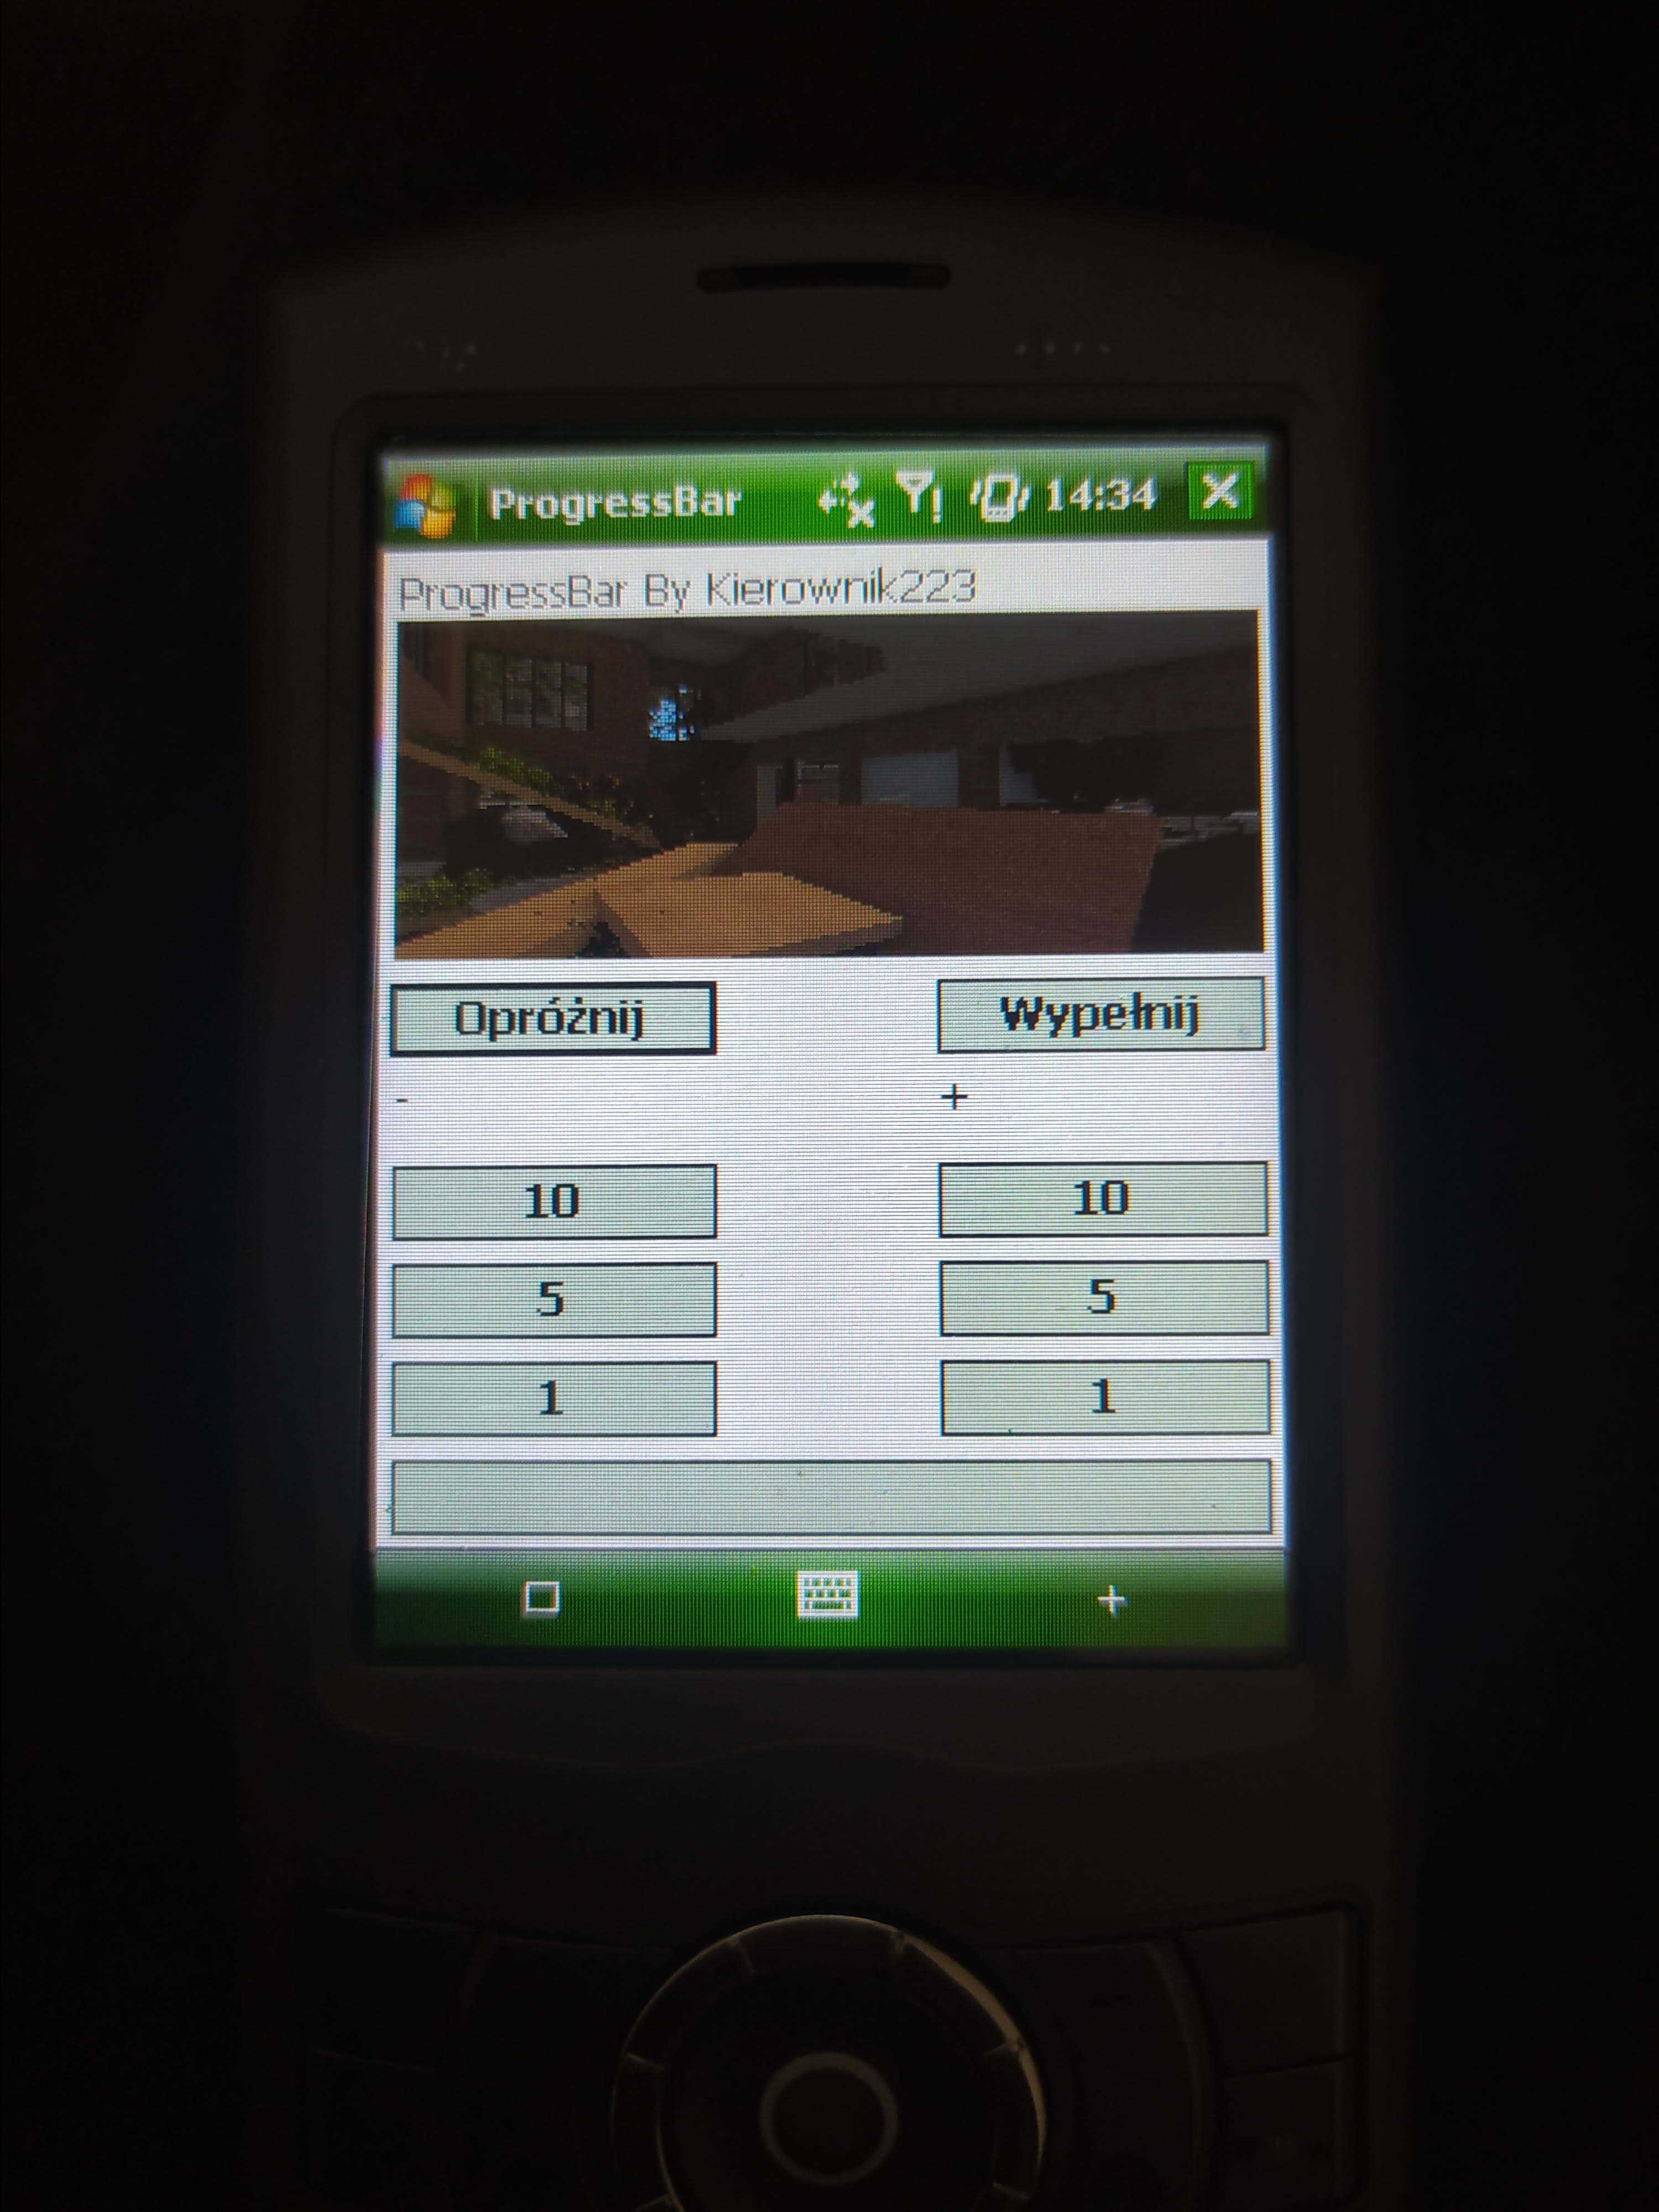 ProgressBar 14:34
ProgressBar By Kierownik223
Opróżnij Wypełnij
- +
10 10
5 5
1 1
+